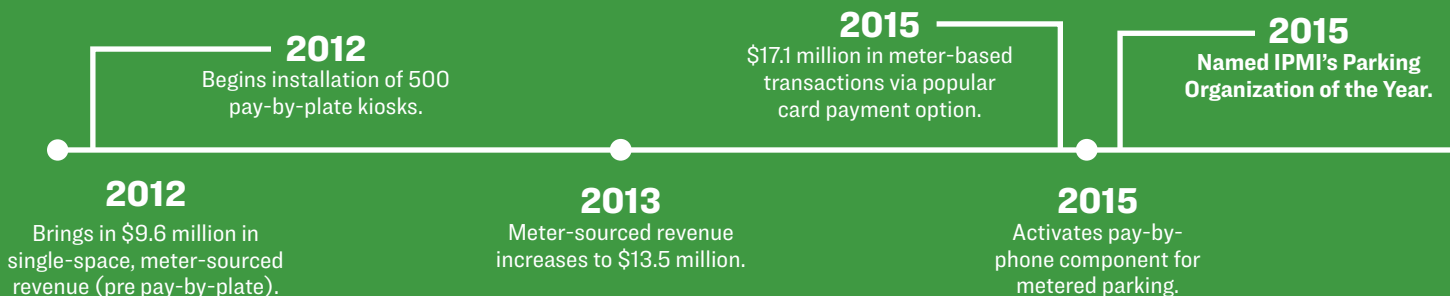 2012
Begins installation of 500
pay-by-plate kiosks.
2012
Brings in $9.6 million in
single-space, meter-sourced
revenue (pre pay-by-plate).
2013
Meter-sourced revenue
increases to $13.5 million.
2015
$17.1 million in meter-based
transactions via popular
card payment option.
2015
Activates pay-by-
phone component for
metered parking.
2015
Named IPMI's Parking
Organization of the Year.